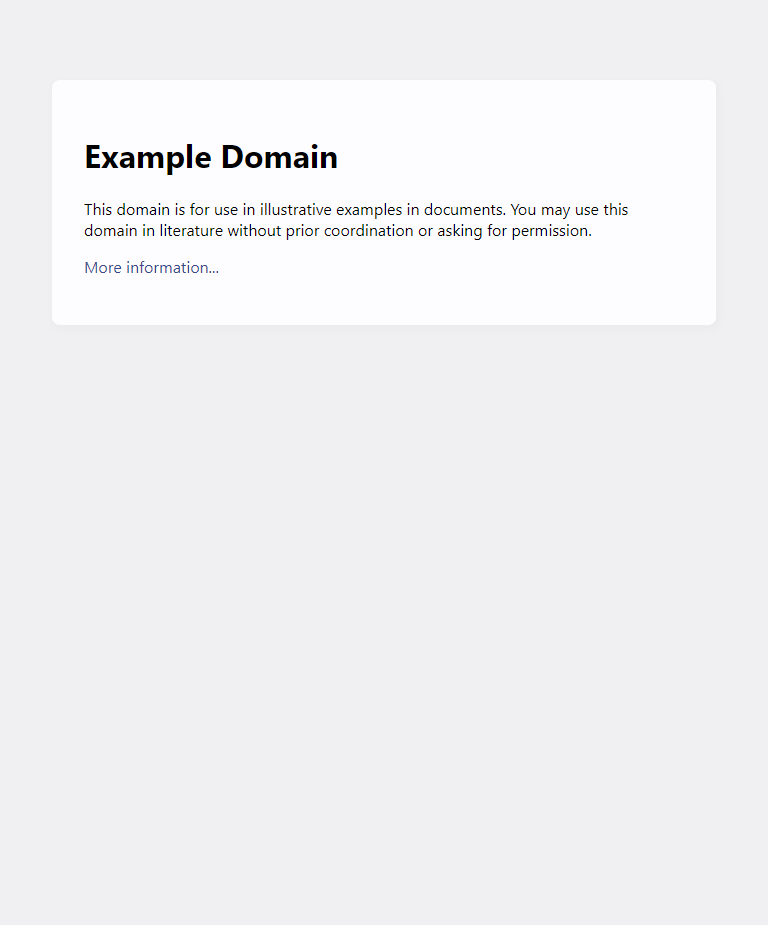 Example Domain
This domain is for use in illustrative examples in documents. You may use this
domain in literature without prior coordination or asking for permission.
More information...